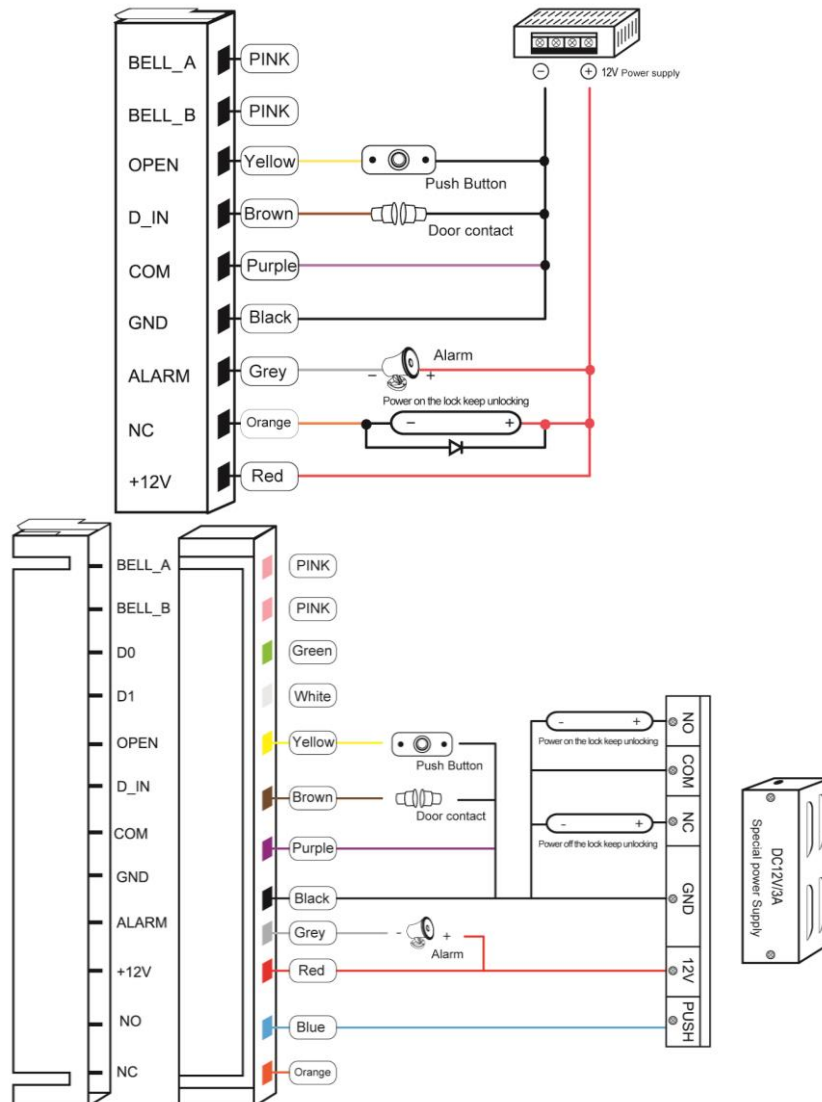 BELL_A PINK
BELL_B PINK
OPEN Yellow
Push Button
D_IN Brown
Door contact
COM Purple
GND Black
ALARM Grey
- +
Alarm
NC Orange
Power on the lock keep unlocking
- +
+12V Red
- + 12V Power supply
BELL_A PINK
BELL_B PINK
D0 Green
D1 White
OPEN Yellow
Push Button
D_IN Brown
Door contact
COM Purple
GND Black
ALARM Grey
- +
Alarm
+12V Red
NO Blue
NC Orange
- + NO
Power on the lock keep unlocking
COM
- + NC
Power off the lock keep unlocking
GND
12V
PUSH
DC12V/3A
Special power Supply